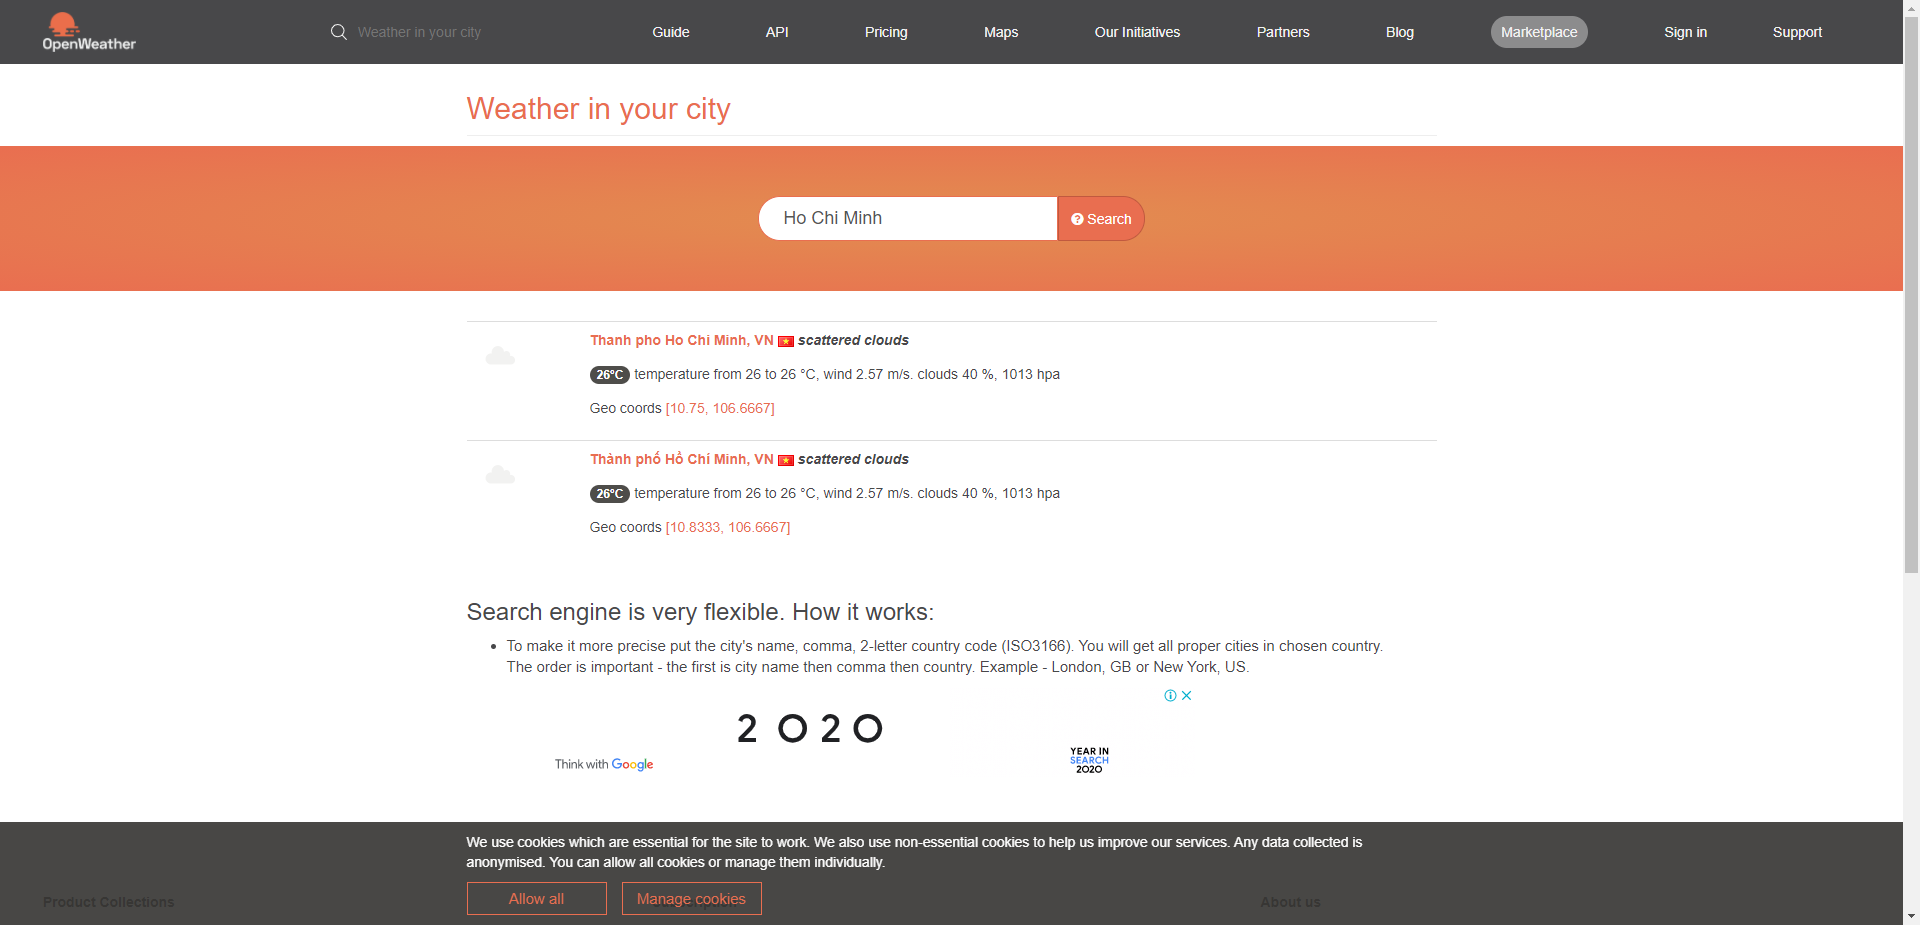 OpenWeather
Weather in your city
Guide
API
Pricing
Maps
Our Initiatives
Partners
Blog
Marketplace
Sign in
Support
Weather in your city
Ho Chi Minh
Search
Thanh pho Ho Chi Minh, VN scattered clouds
26°C temperature from 26 to 26 °C, wind 2.57 m/s. clouds 40 %, 1013 hpa
Geo coords [10.75, 106.6667]
Thành phố Hồ Chí Minh, VN scattered clouds
26°C temperature from 26 to 26 °C, wind 2.57 m/s. clouds 40 %, 1013 hpa
Geo coords [10.8333, 106.6667]
Search engine is very flexible. How it works:
To make it more precise put the city's name, comma, 2-letter country code (ISO3166). You will get all proper cities in chosen country.
The order is important - the first is city name then comma then country. Example - London, GB or New York, US.
2020
Think with Google
YEAR IN
SEARCH
2020
We use cookies which are essential for the site to work. We also use non-essential cookies to help us improve our services. Any data collected is
anonymised. You can allow all cookies or manage them individually.
Allow all
Manage cookies
Product Collections
About us